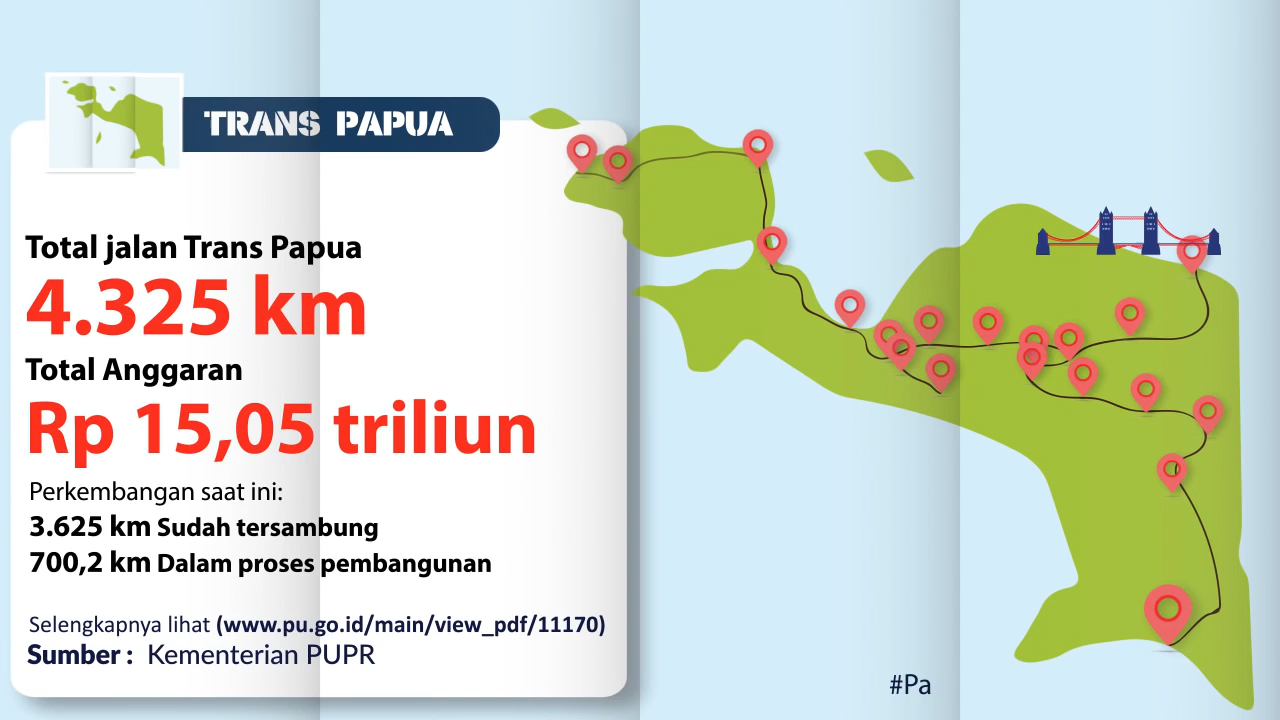 TRANS PAPUA
Total jalan Trans Papua
4.325 km
Total Anggaran
Rp 15,05 triliun
Perkembangan saat ini:
3.625 km Sudah tersambung
700,2 km Dalam proses pembangunan
Selengkapnya lihat (www.pu.go.id/main/view_pdf/11170)
Sumber : Kementerian PUPR
#Pa